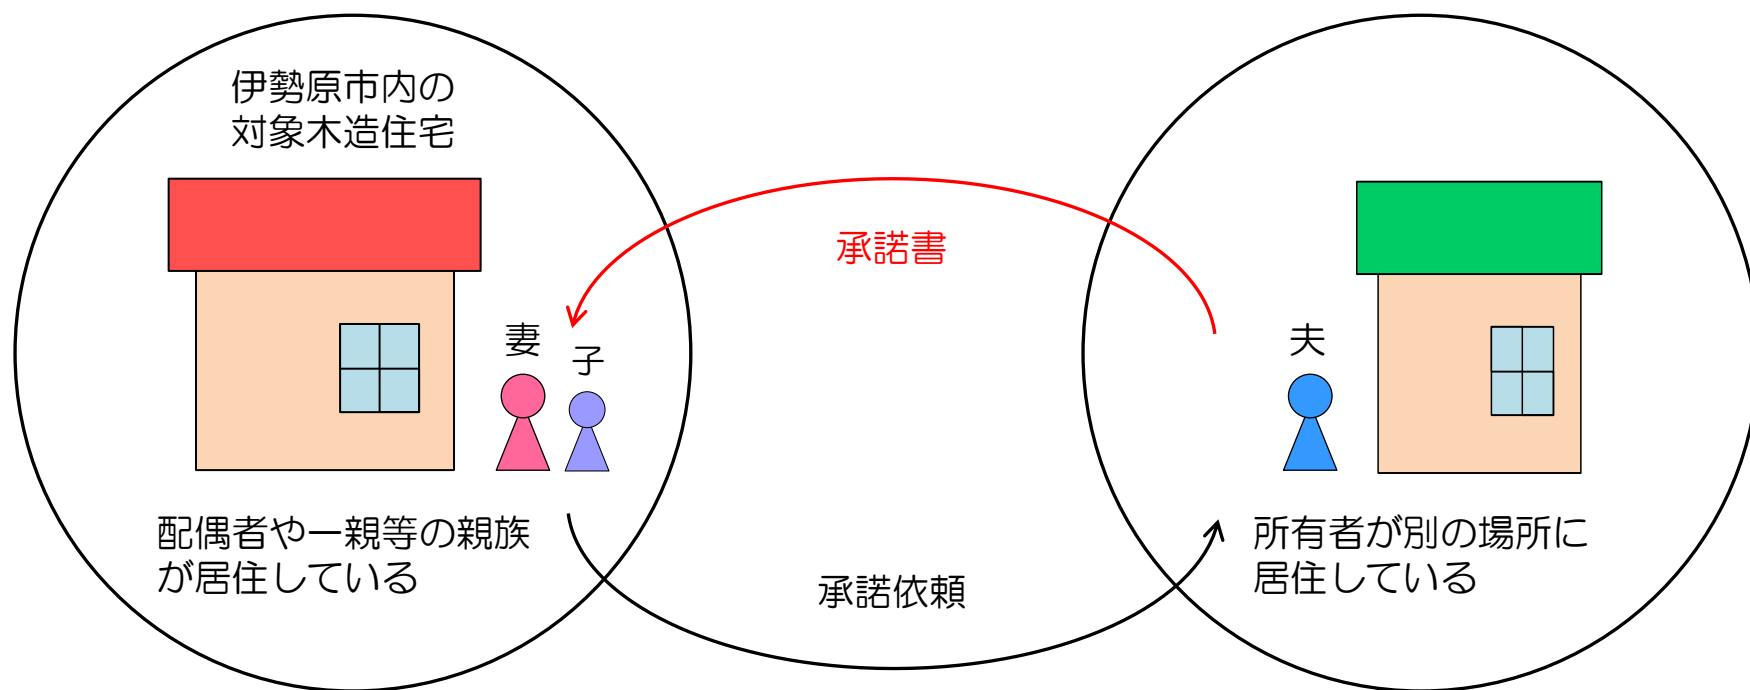 伊勢原市内の
対象木造住宅
承諾書
妻
子
夫
配偶者や一親等の親族
が居住している
所有者が別の場所に
居住している
承諾依頼